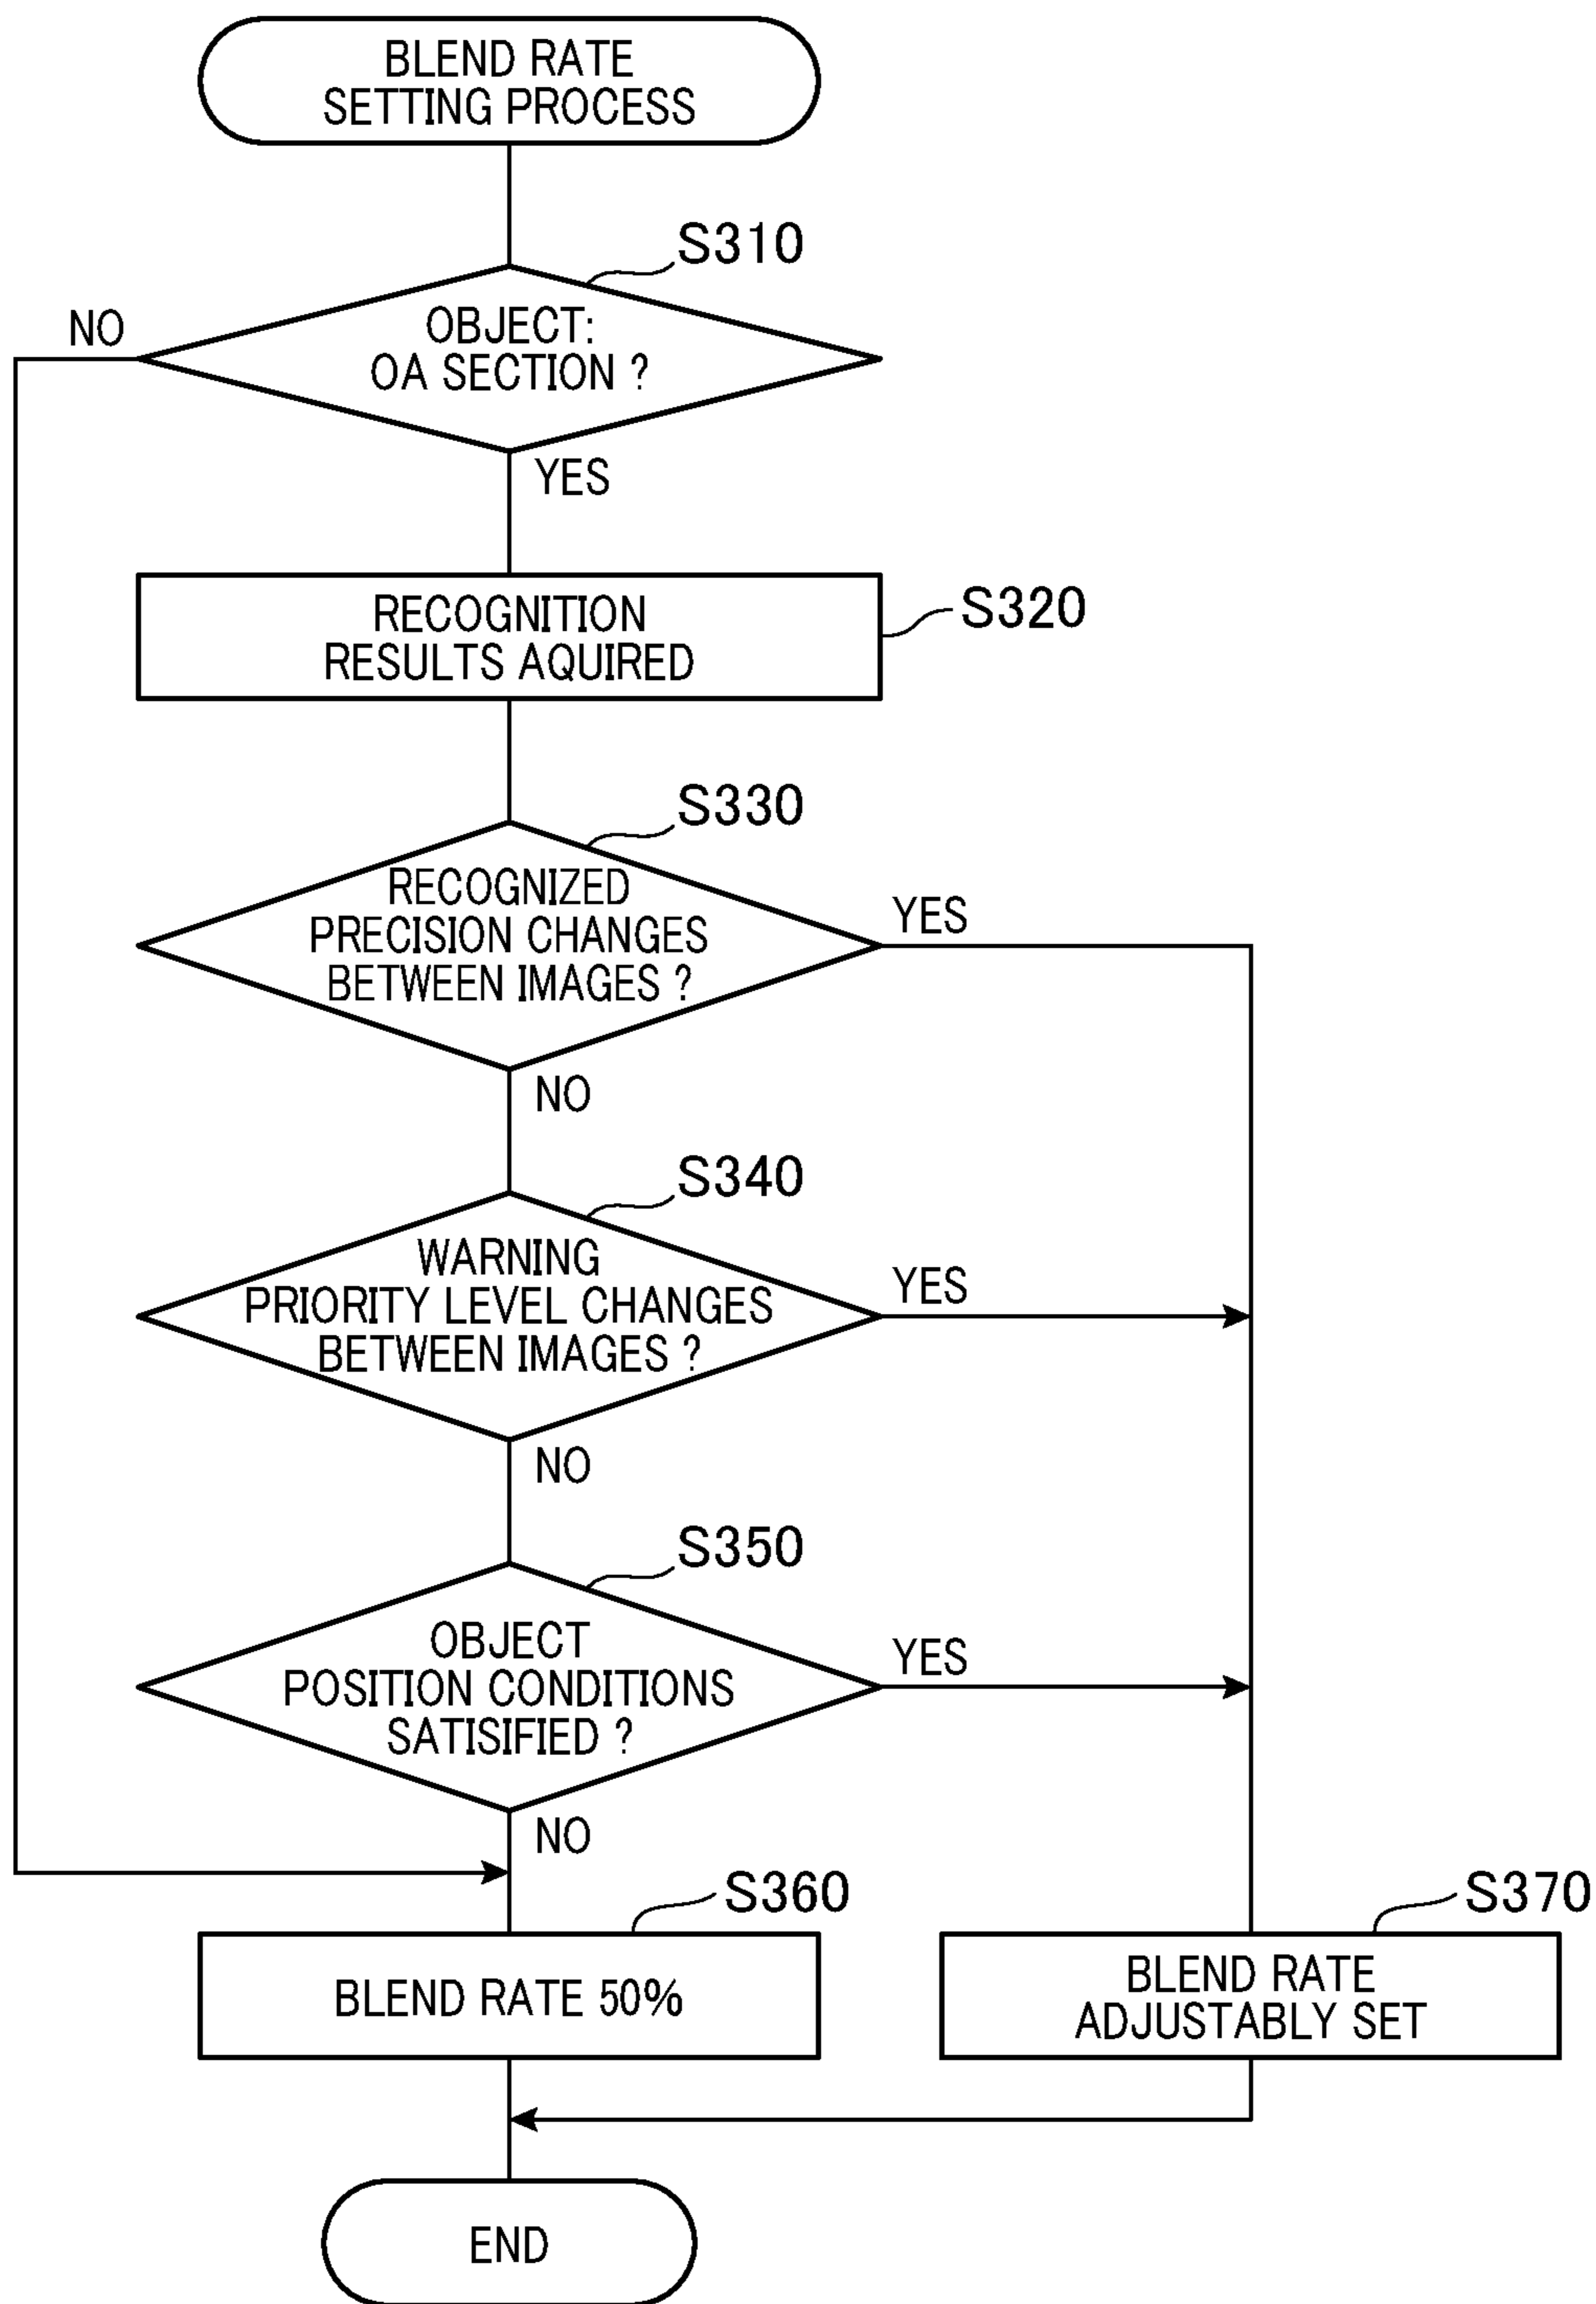 BLEND RATE
SETTING PROCESS
S310
NO
OBJECT:
OA SECTION ?
YES
RECOGNITION
RESULTS AQUIRED
S320
S330
RECOGNIZED
PRECISION CHANGES
BETWEEN IMAGES ?
YES
NO
S340
WARNING
PRIORITY LEVEL CHANGES
BETWEEN IMAGES ?
YES
NO
S350
OBJECT
POSITION CONDITIONS
SATISIFIED ?
YES
NO
S360
BLEND RATE 50%
S370
BLEND RATE
ADJUSTABLY SET
END